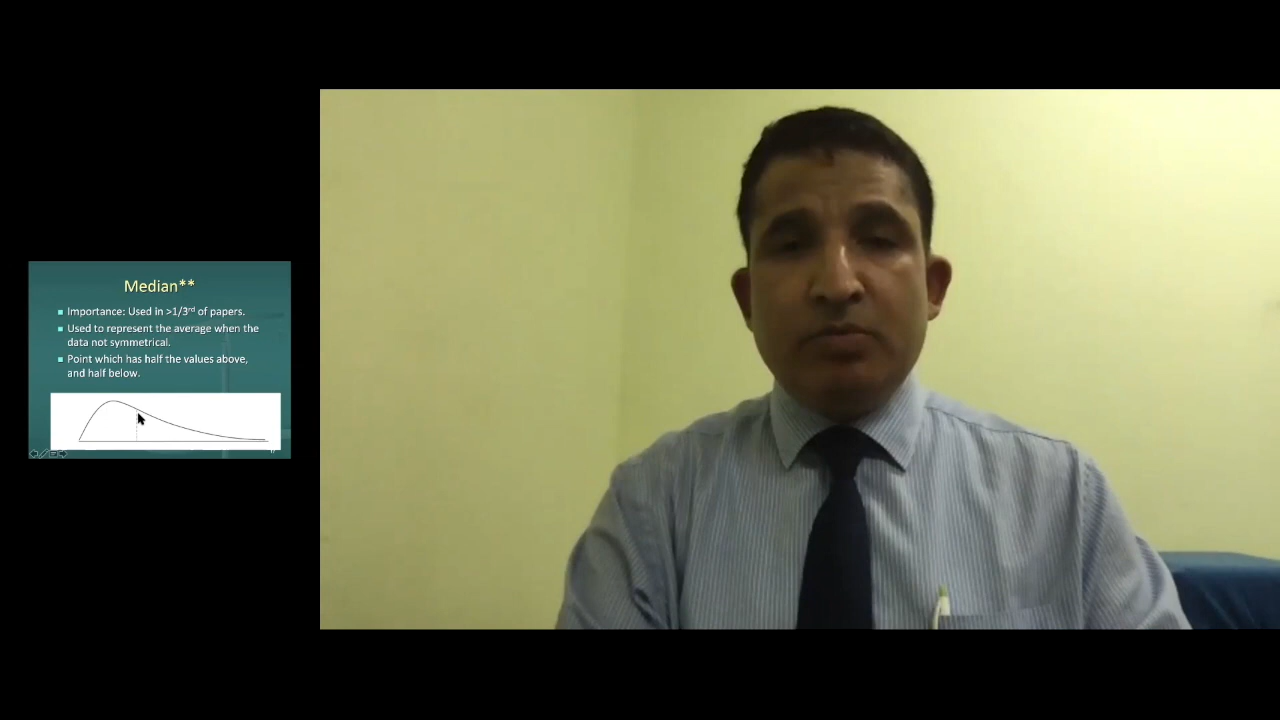 Median**
Importance: Used in >1/3rd of papers.
Used to represent the average when the
data not symmetrical.
Point which has half the values above,
and half below.